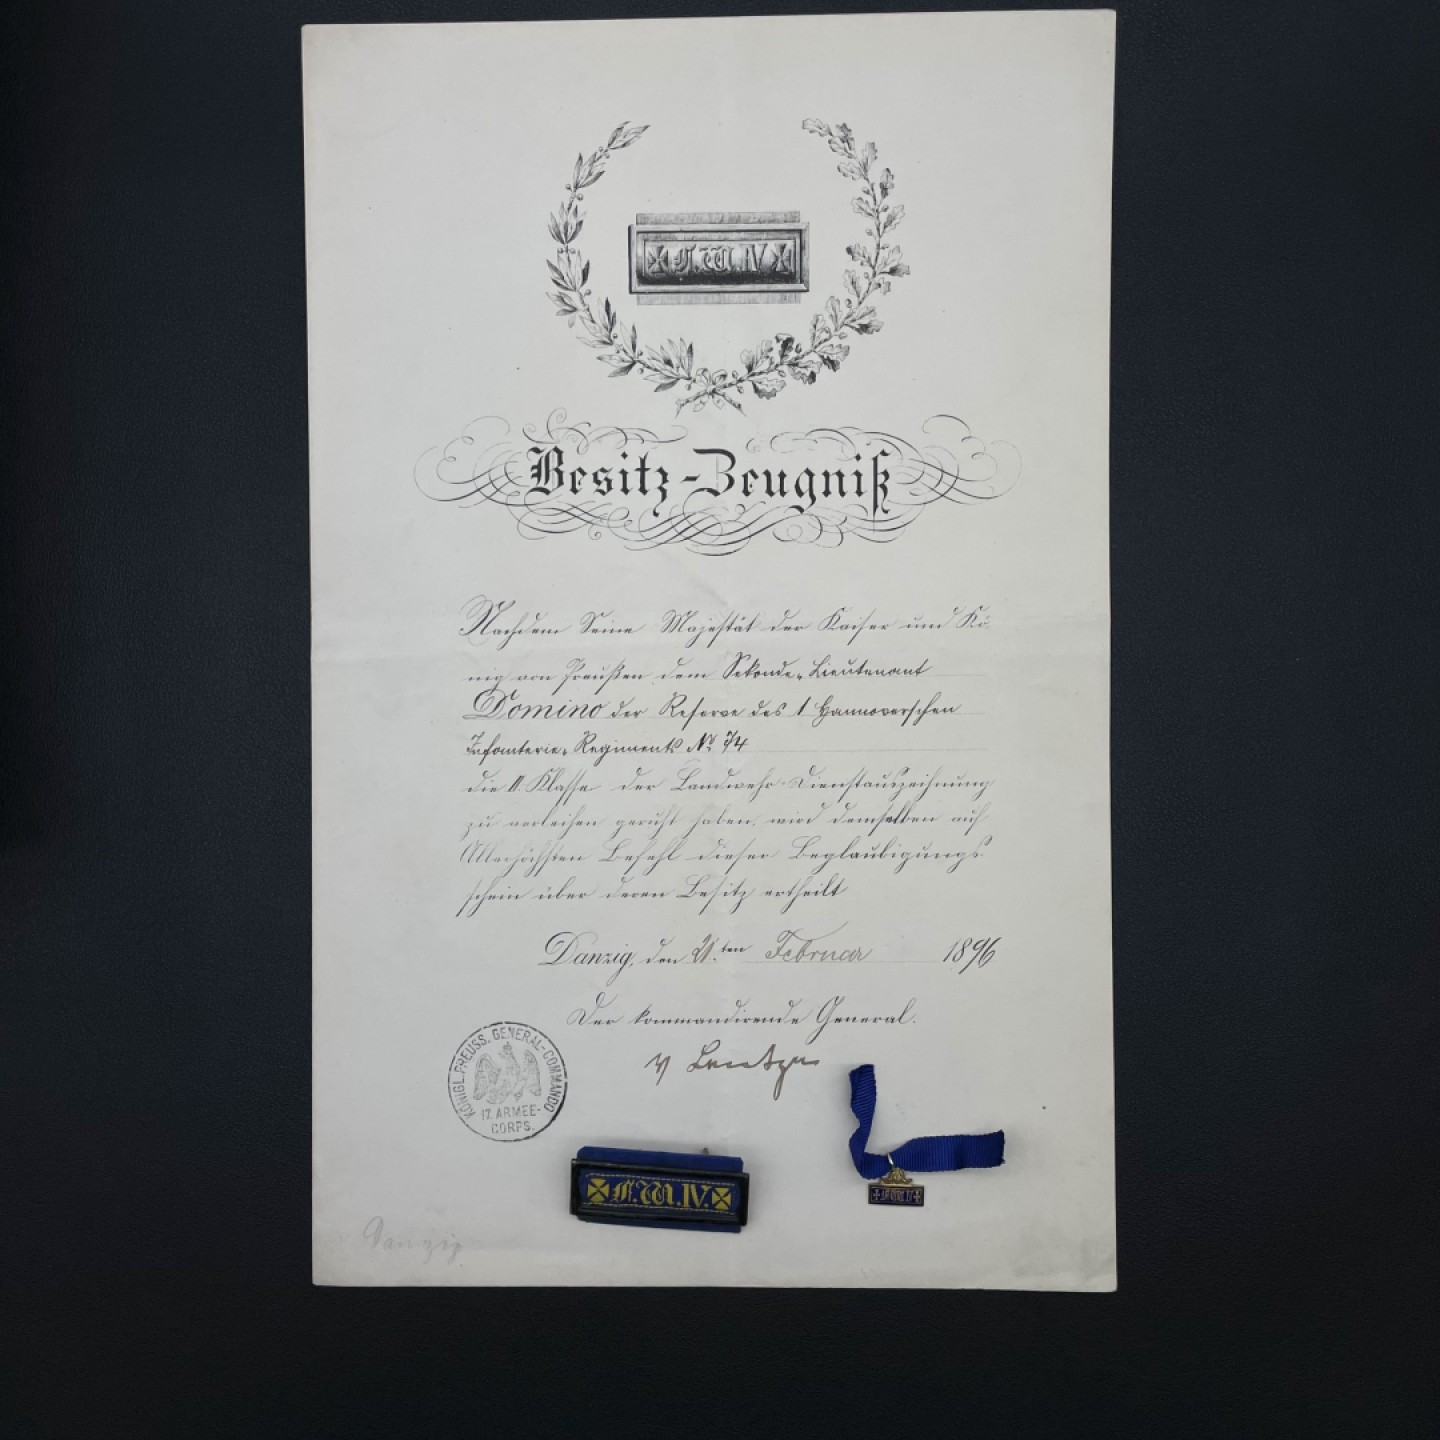 F. W. IV
Besitz-Zeugniß
Nachdem Seine Majestät der Kaiser und Kö-
nig von Preußen dem Sekonde-Lieutenant
Domino der Reserve des 1 Hannoverschen
Infanterie-Regiments No 74
die II. Klasse der Landwehr-Dienstauszeichnung
zu verleihen geruht haben, wird demselben auf
Allerhöchsten Befehl dieser Beglaubigungs-
schein über deren Besitz ertheilt
Danzig, den 21.ten Februar 1896
Der kommandirende General.
v Lentze
KÖNIGL. PREUSS. GENERAL-COMMANDO
17. ARMEE-
CORPS.
F.W.IV.
F.W.IV
Danzig